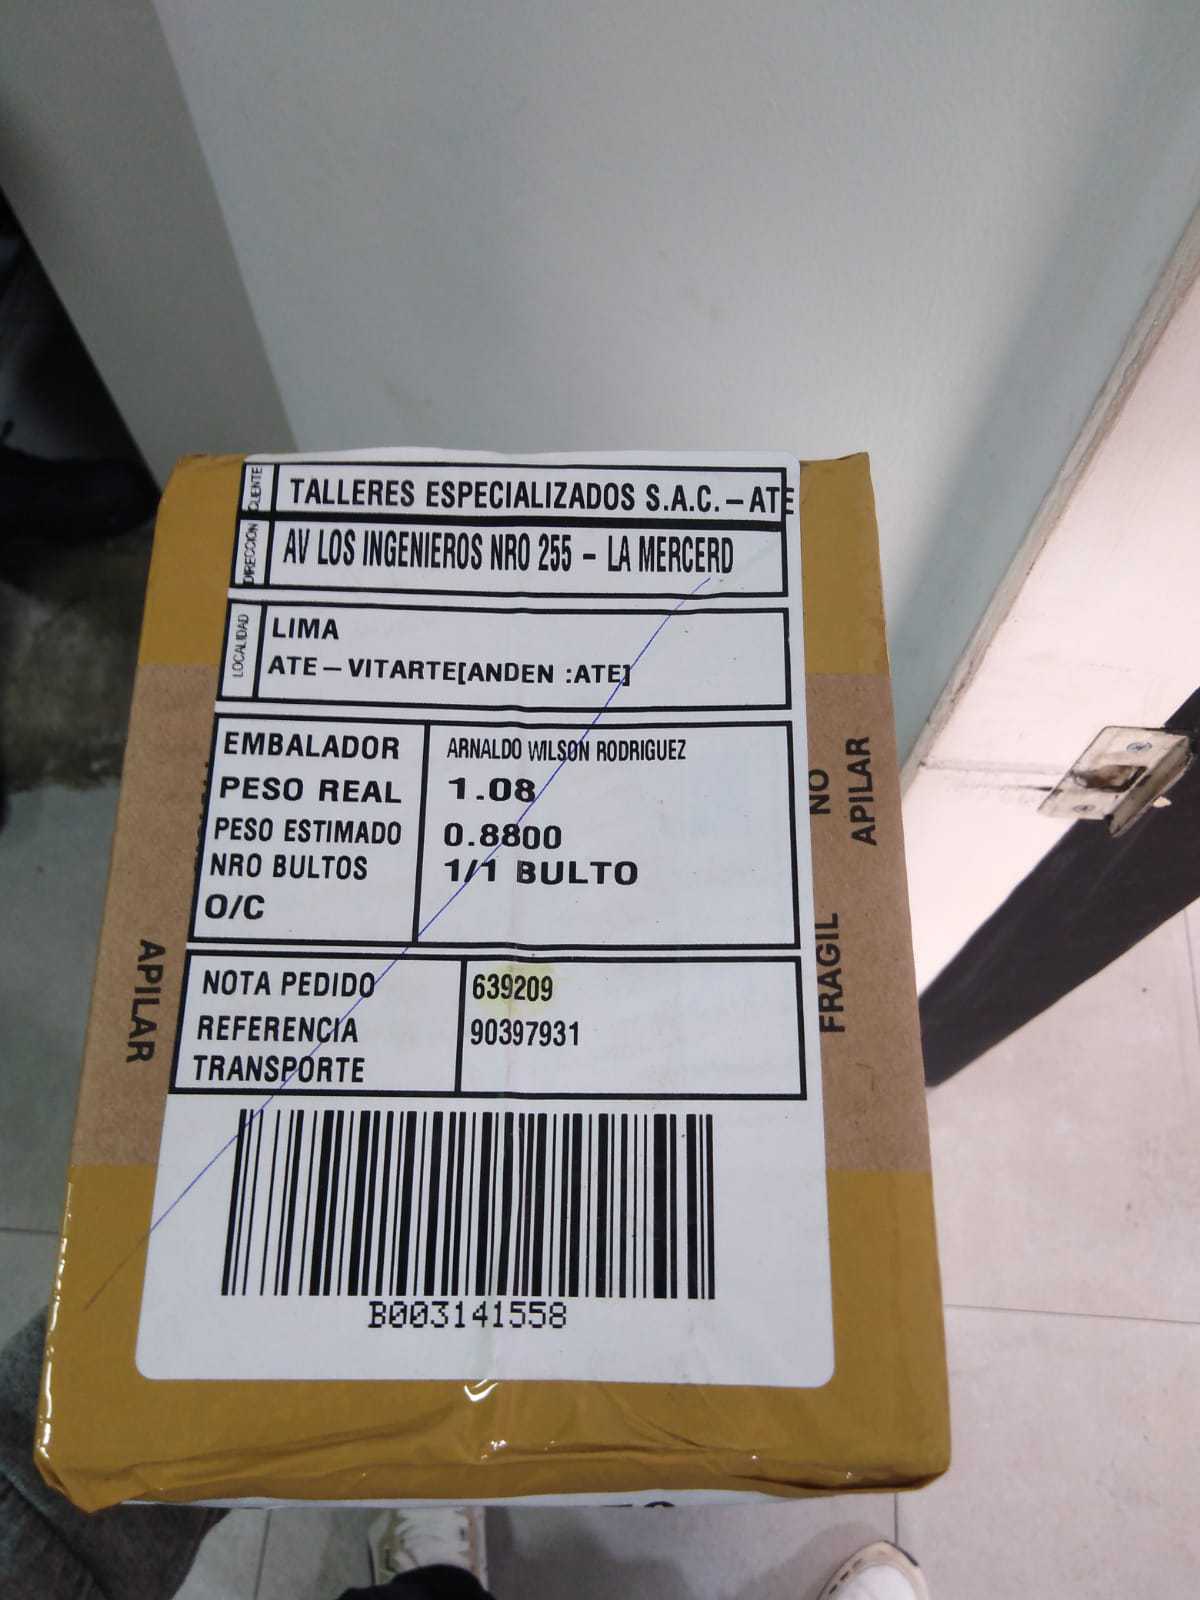 CLIENTE
TALLERES ESPECIALIZADOS S.A.C. – ATE
DIRECCION
AV LOS INGENIEROS NRO 255 – LA MERCERD
LOCALIDAD
LIMA
ATE – VITARTE[ANDEN :ATE]
EMBALADOR ARNALDO WILSON RODRIGUEZ
PESO REAL 1.08
PESO ESTIMADO 0.8800
NRO BULTOS 1/1 BULTO
O/C
NOTA PEDIDO 639209
REFERENCIA 90397931
TRANSPORTE
B003141558
APILAR
FRAGIL NO
APILAR